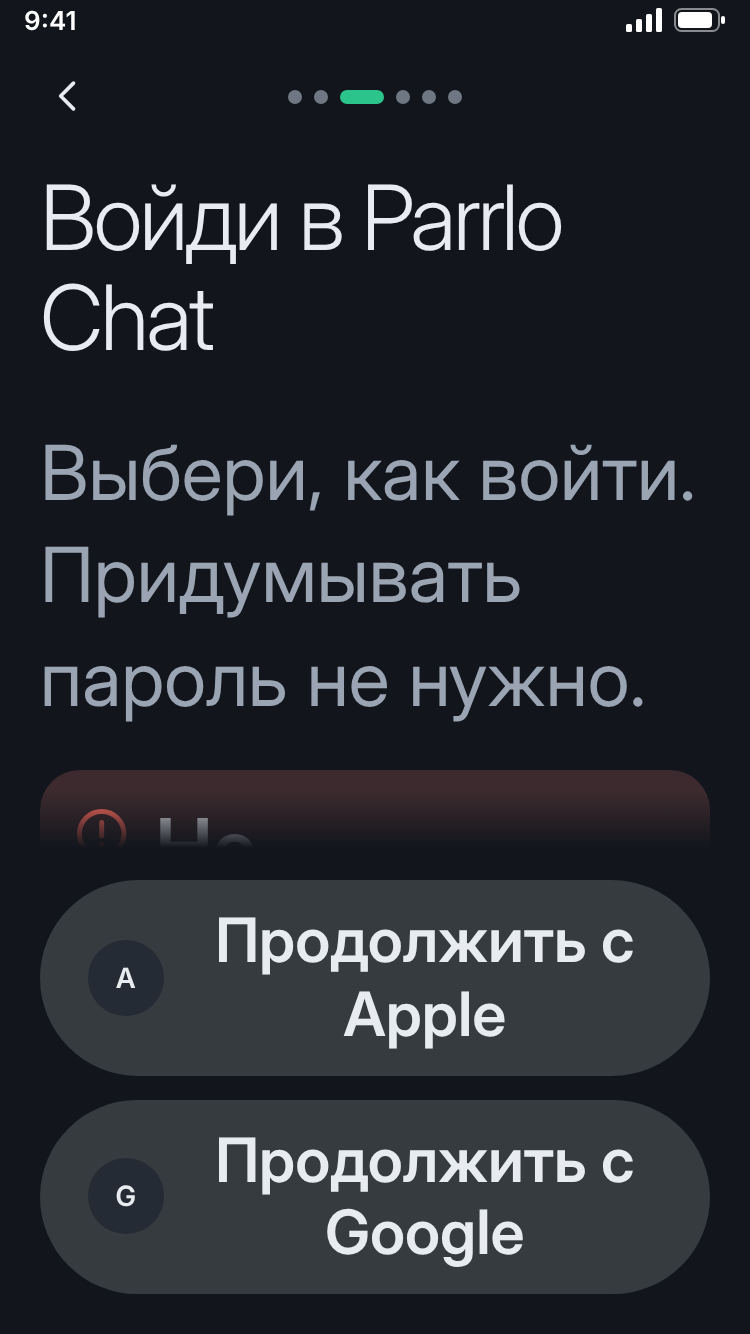 9:41
Войди в Parrlo
Chat
Выбери, как войти.
Придумывать
пароль не нужно.
A
Продолжить с
Apple
G
Продолжить с
Google